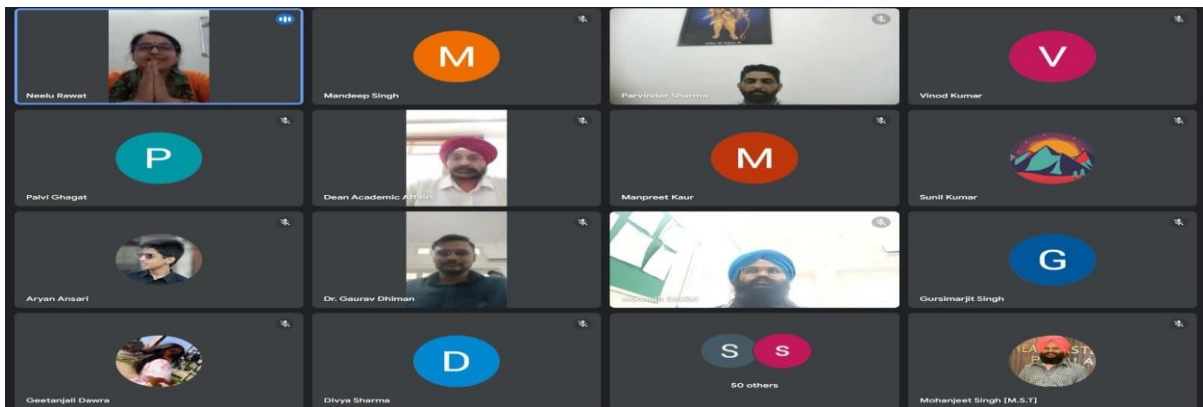 Neelu Rawat
M
Mandeep Singh
Parvinder Sharma
V
Vinod Kumar
P
Palvi Ghagat
Dean Academic Affairs
M
Manpreet Kaur
Sunil Kumar
Aryan Ansari
Dr. Gaurav Dhiman
G
Gursimarjit Singh
Geetanjali Dawra
D
Divya Sharma
S
s
50 others
Mohanjeet Singh [M.S.T]